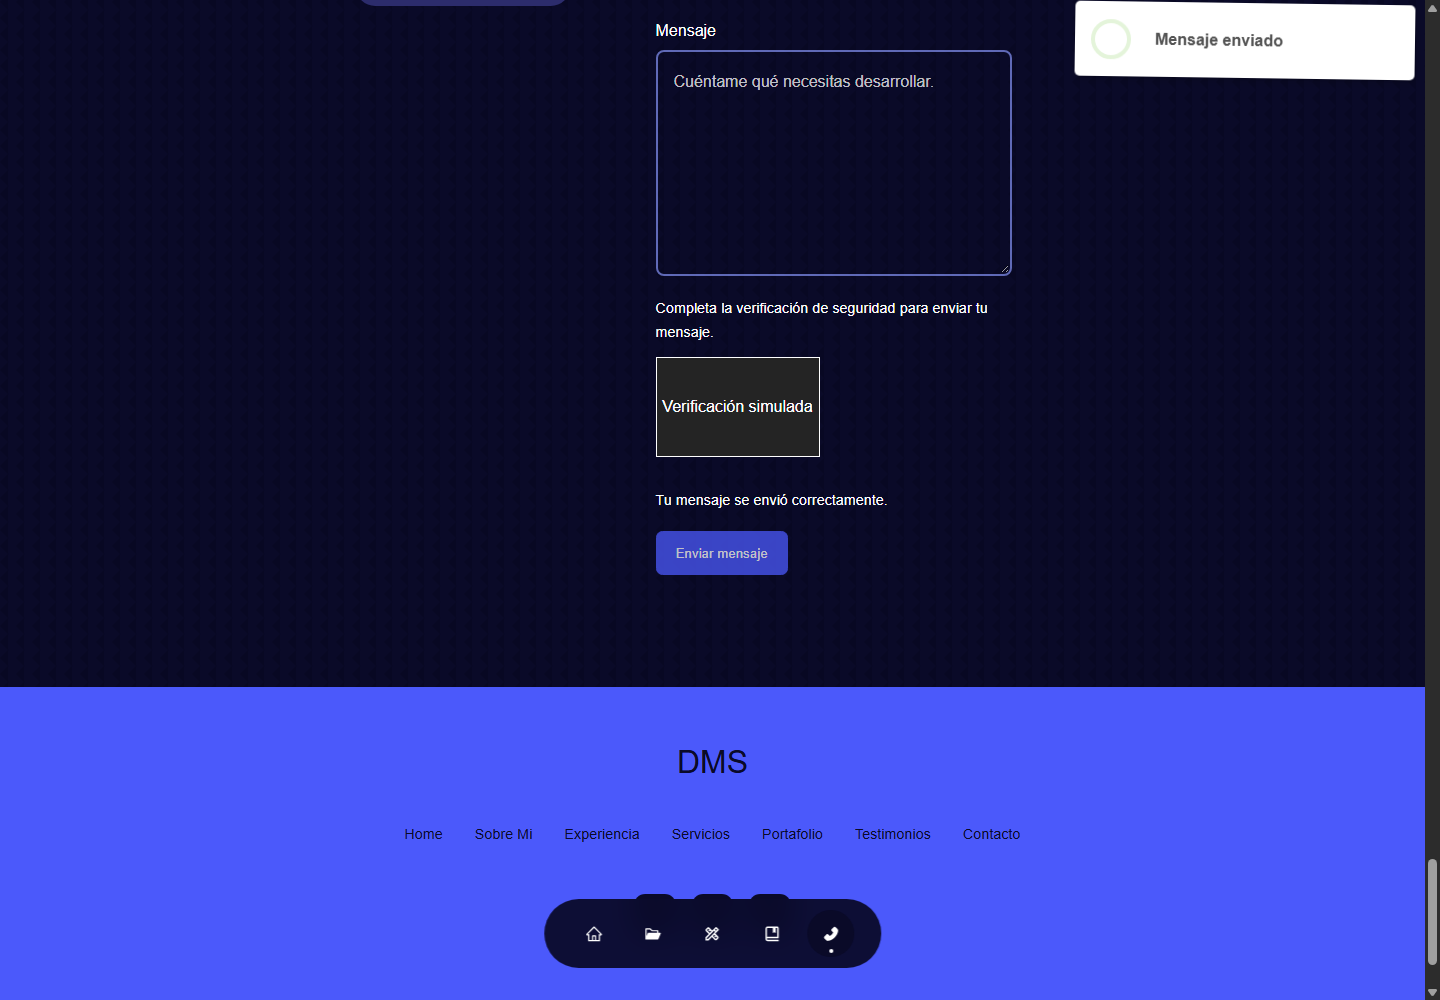 Mensaje
Mensaje enviado
Cuéntame qué necesitas desarrollar.
Completa la verificación de seguridad para enviar tu
mensaje.
Verificación simulada
Tu mensaje se envió correctamente.
Enviar mensaje
DMS
Home Sobre Mi Experiencia Servicios Portafolio Testimonios Contacto